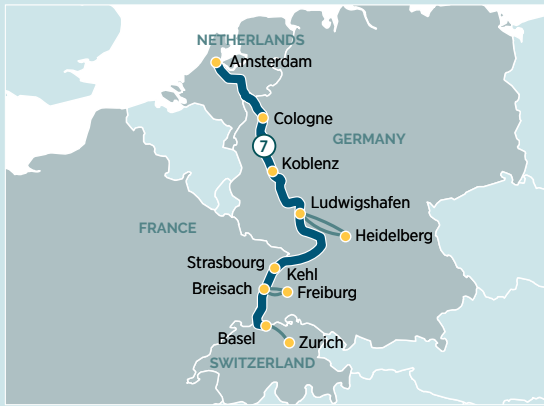 NETHERLANDS
Amsterdam
Cologne
GERMANY
7
Koblenz
Ludwigshafen
FRANCE
Heidelberg
Strasbourg
Kehl
Breisach
Freiburg
Basel
Zurich
SWITZERLAND